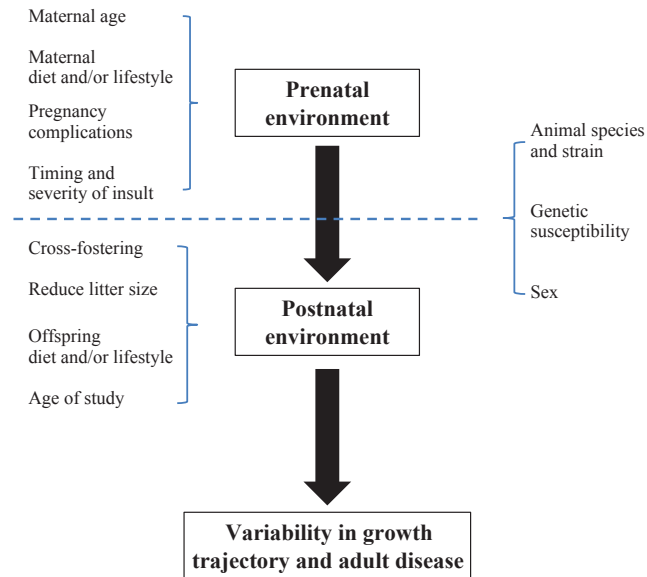 Maternal age
Maternal
diet and/or lifestyle
Pregnancy
complications
Timing and
severity of insult
Prenatal
environment
Animal species
and strain
Genetic
susceptibility
Sex
Cross-fostering
Reduce litter size
Offspring
diet and/or lifestyle
Age of study
Postnatal
environment
Variability in growth
trajectory and adult disease